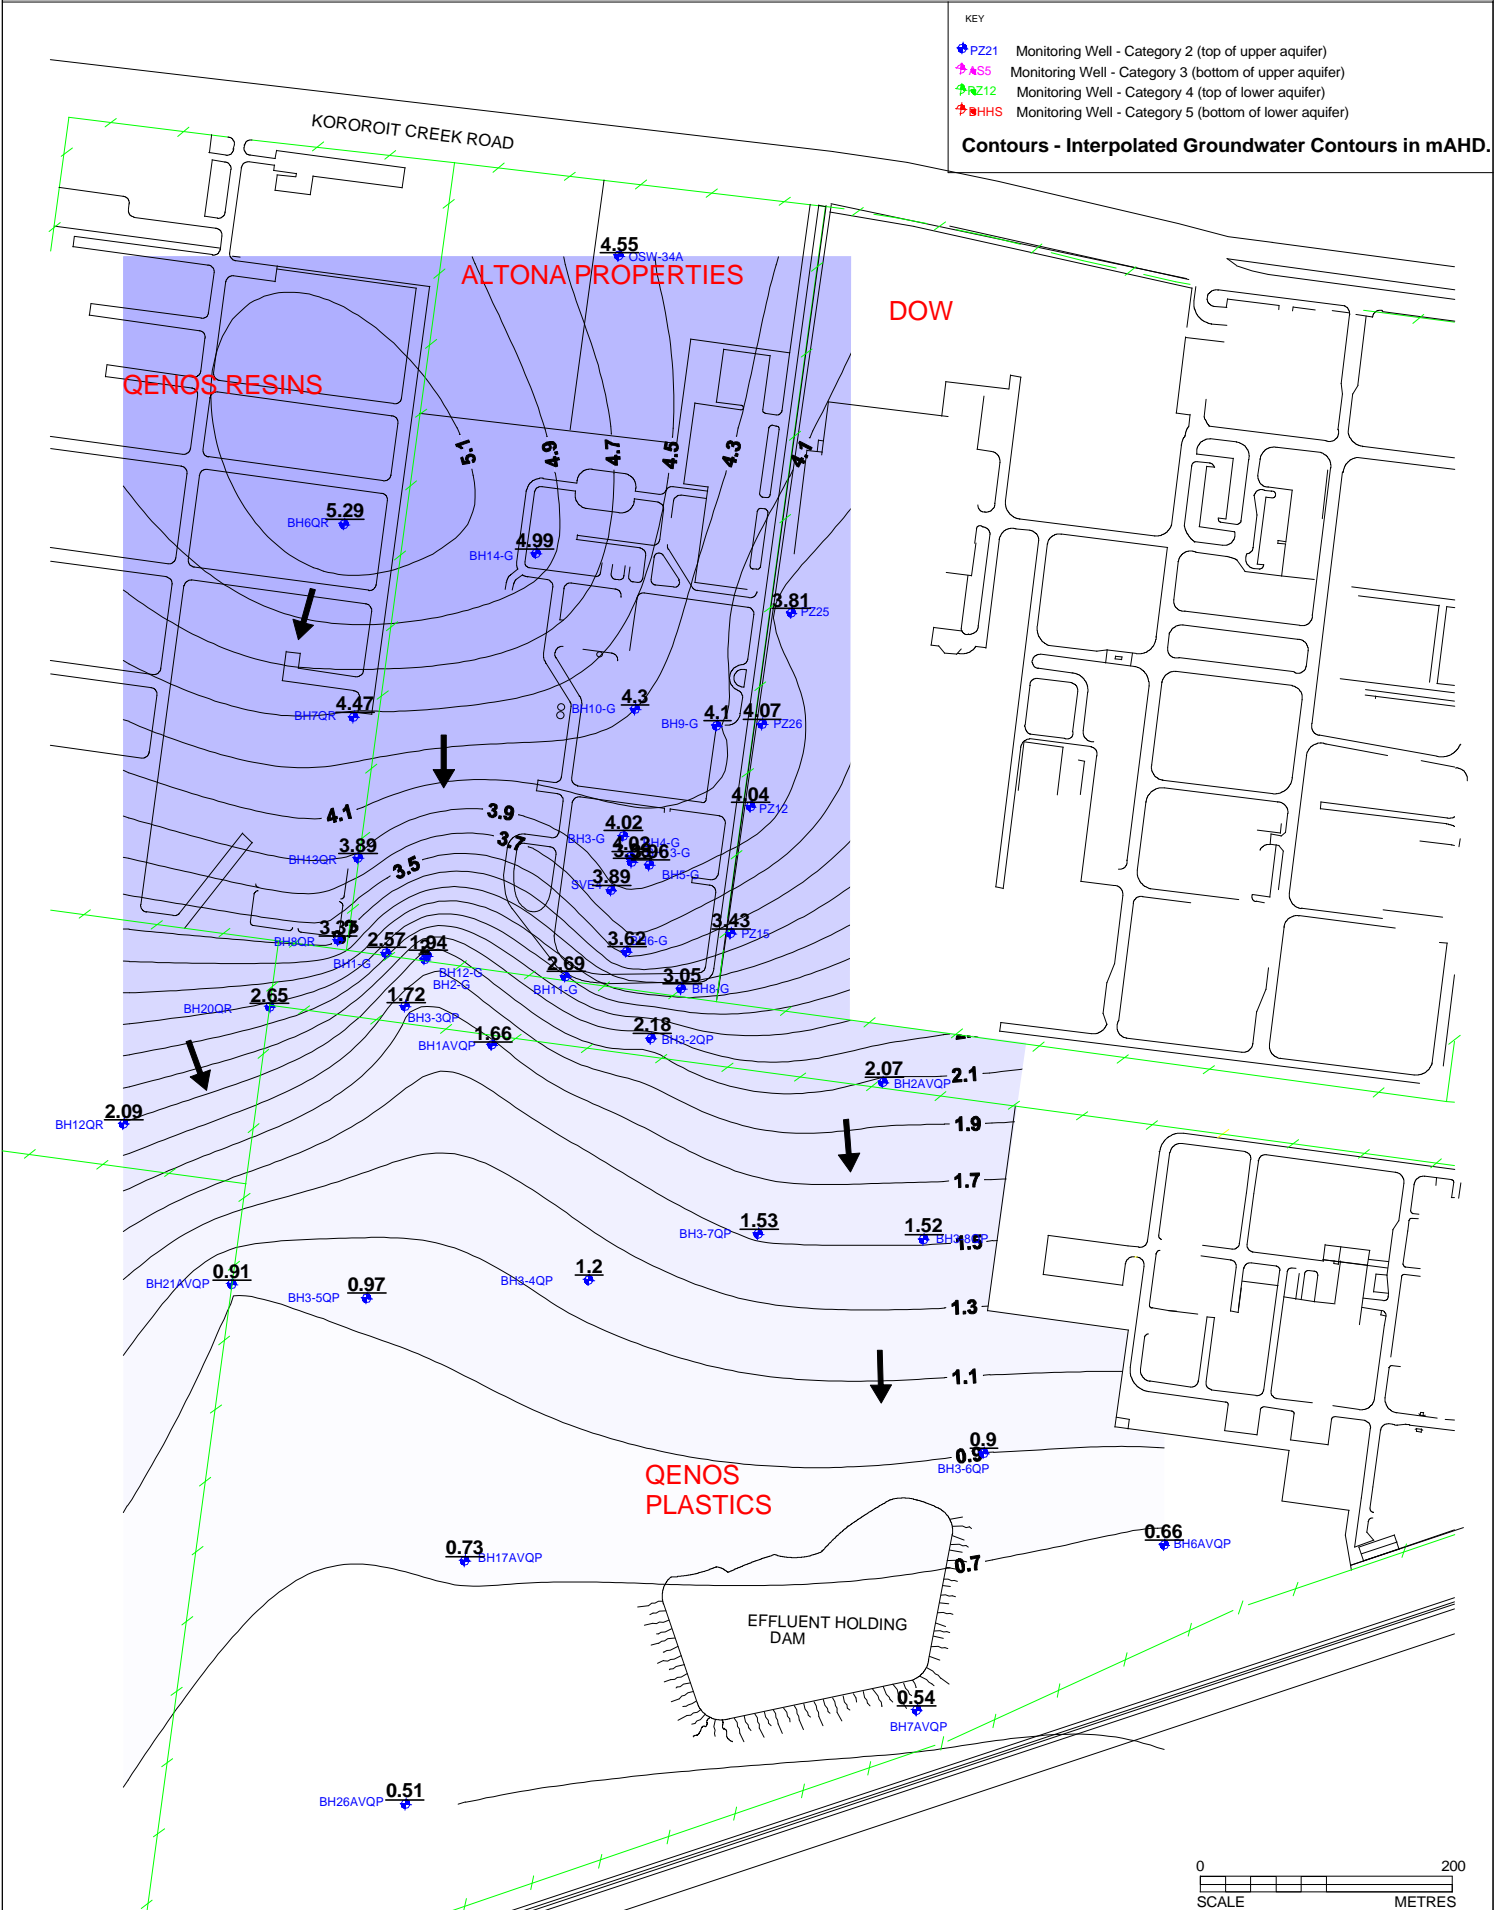 KEY
PZ21 Monitoring Well - Category 2 (top of upper aquifer)
AS5 Monitoring Well - Category 3 (bottom of upper aquifer)
PZ12 Monitoring Well - Category 4 (top of lower aquifer)
BHHS Monitoring Well - Category 5 (bottom of lower aquifer)
Contours - Interpolated Groundwater Contours in mAHD.
KOROROIT CREEK ROAD
4.55
OSW-34A
ALTONA PROPERTIES
DOW
QENOS RESINS
5.1
4.9
4.7
4.5
4.3
4.1
5.29
BH6QR
4.99
BH14-G
3.81
PZ25
4.47
BH7QR
4.3
BH10-G
4.1
BH9-G
4.07
PZ26
4.04
PZ12
4.1
3.9
3.7
3.5
4.02
BH3-G
BH4-G
4.02
3-G
BH5-G
3.89
BH13QR
3.89
SVE4
3.43
PZ15
BH8QR
2.57
BH1-G
1.94
BH12-G
BH2-G
3.62
BH6-G
2.69
BH11-G
3.05
BH8-G
2.65
BH20QR
1.72
BH3-3QP
1.66
BH1AVQP
2.18
BH3-2QP
2.07
BH2AVQP
2.1
2.09
BH12QR
1.9
1.7
1.53
BH3-7QP
1.52
BH3-8QP
1.5
0.91
BH21AVQP
0.97
BH3-5QP
1.2
BH3-4QP
1.3
1.1
0.9
0.9
BH3-6QP
QENOS
PLASTICS
0.73
BH17AVQP
0.66
BH6AVQP
0.7
EFFLUENT HOLDING
DAM
0.54
BH7AVQP
0.51
BH26AVQP
0 200
SCALE METRES